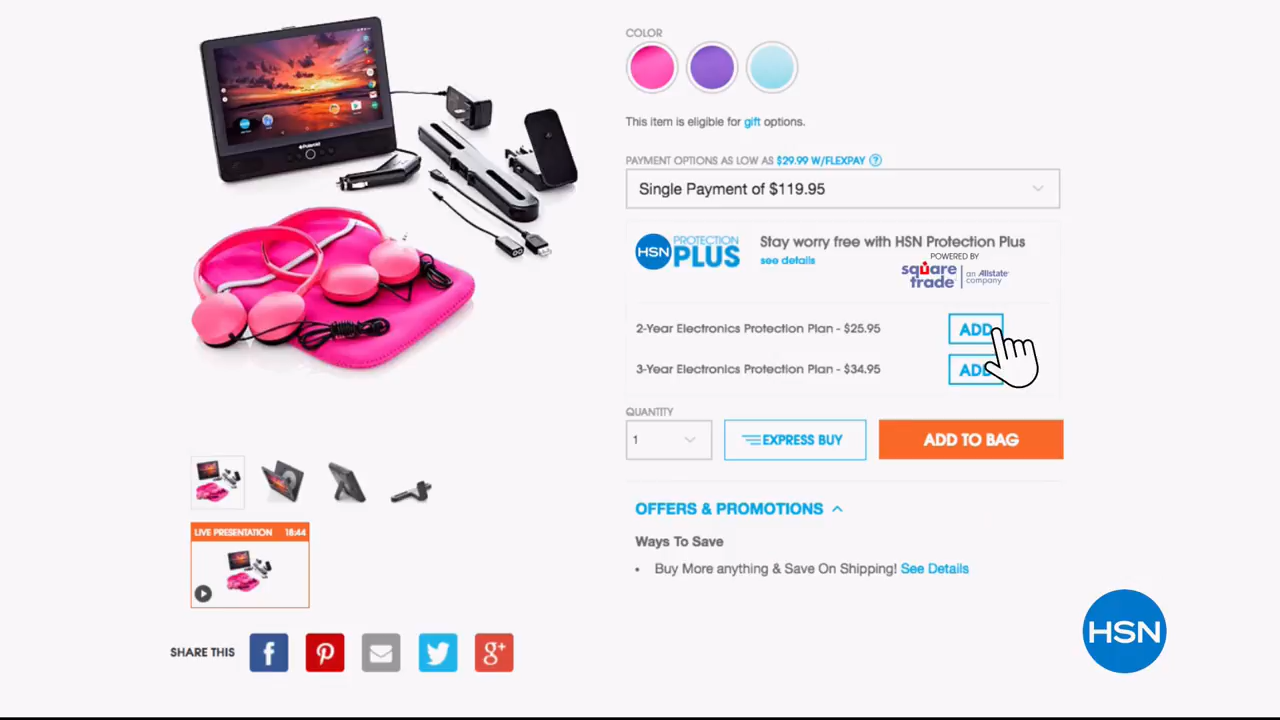 COLOR
This item is eligible for gift options.
PAYMENT OPTIONS AS LOW AS $29.99 W/FLEXPAY ?
Single Payment of $119.95
HSN PROTECTION PLUS
Stay worry free with HSN Protection Plus
see details
POWERED BY
square trade | an Allstate company
2-Year Electronics Protection Plan - $25.95
ADD
3-Year Electronics Protection Plan - $34.95
ADD
QUANTITY
1
EXPRESS BUY
ADD TO BAG
OFFERS & PROMOTIONS
Ways To Save
• Buy More anything & Save On Shipping! See Details
Polaroid
LIVE PRESENTATION 18:44
SHARE THIS
f
g+
HSN